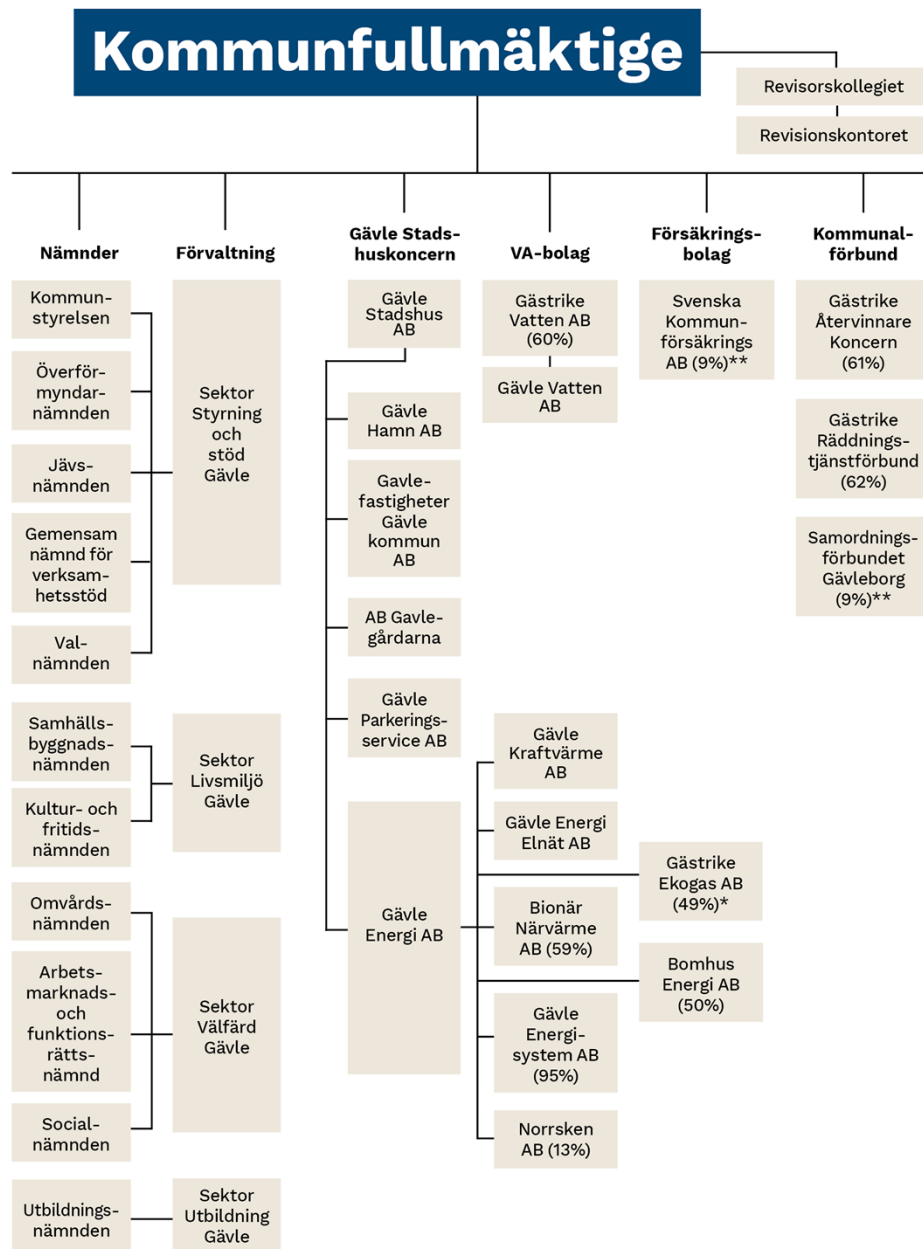 Kommunfullmäktige
Revisorskollegiet
Revisionskontoret
Nämnder
Kommun-
styrelsen
Överför-
myndar-
nämnden
Jävs-
nämnden
Gemensam
nämnd för
verksam-
hetsstöd
Val-
nämnden
Samhälls-
byggnads-
nämnden
Kultur- och
fritids-
nämnden
Omvårds-
nämnden
Arbets-
marknads-
och
funktions-
rätts-
nämnd
Social-
nämnden
Utbildnings-
nämnden
Förvaltning
Sektor
Styrning
och
stöd
Gävle
Sektor
Livsmiljö
Gävle
Sektor
Välfärd
Gävle
Sektor
Utbildning
Gävle
Gävle Stads-
huskoncern
Gävle
Stadshus
AB
Gävle
Hamn AB
Gavle-
fastigheter
Gävle
kommun
AB
AB Gavle-
gårdarna
Gävle
Parkerings-
service AB
Gävle
Energi AB
VA-bolag
Gästrike
Vatten AB
(60%)
Gävle Vatten
AB
Gävle
Kraftvärme
AB
Gävle Energi
Elnät AB
Bionär
Närvärme
AB (59%)
Gävle
Energi-
system AB
(95%)
Norrsken
AB (13%)
Försäkrings-
bolag
Svenska
Kommun-
försäkrings
AB (9%)**
Gästrike
Ekogas AB
(49%)*
Bomhus
Energi AB
(50%)
Kommunal-
förbund
Gästrike
Återvinnare
Koncern
(61%)
Gästrike
Räddnings-
tjänstförbund
(62%)
Samordnings-
förbundet
Gävleborg
(9%)**